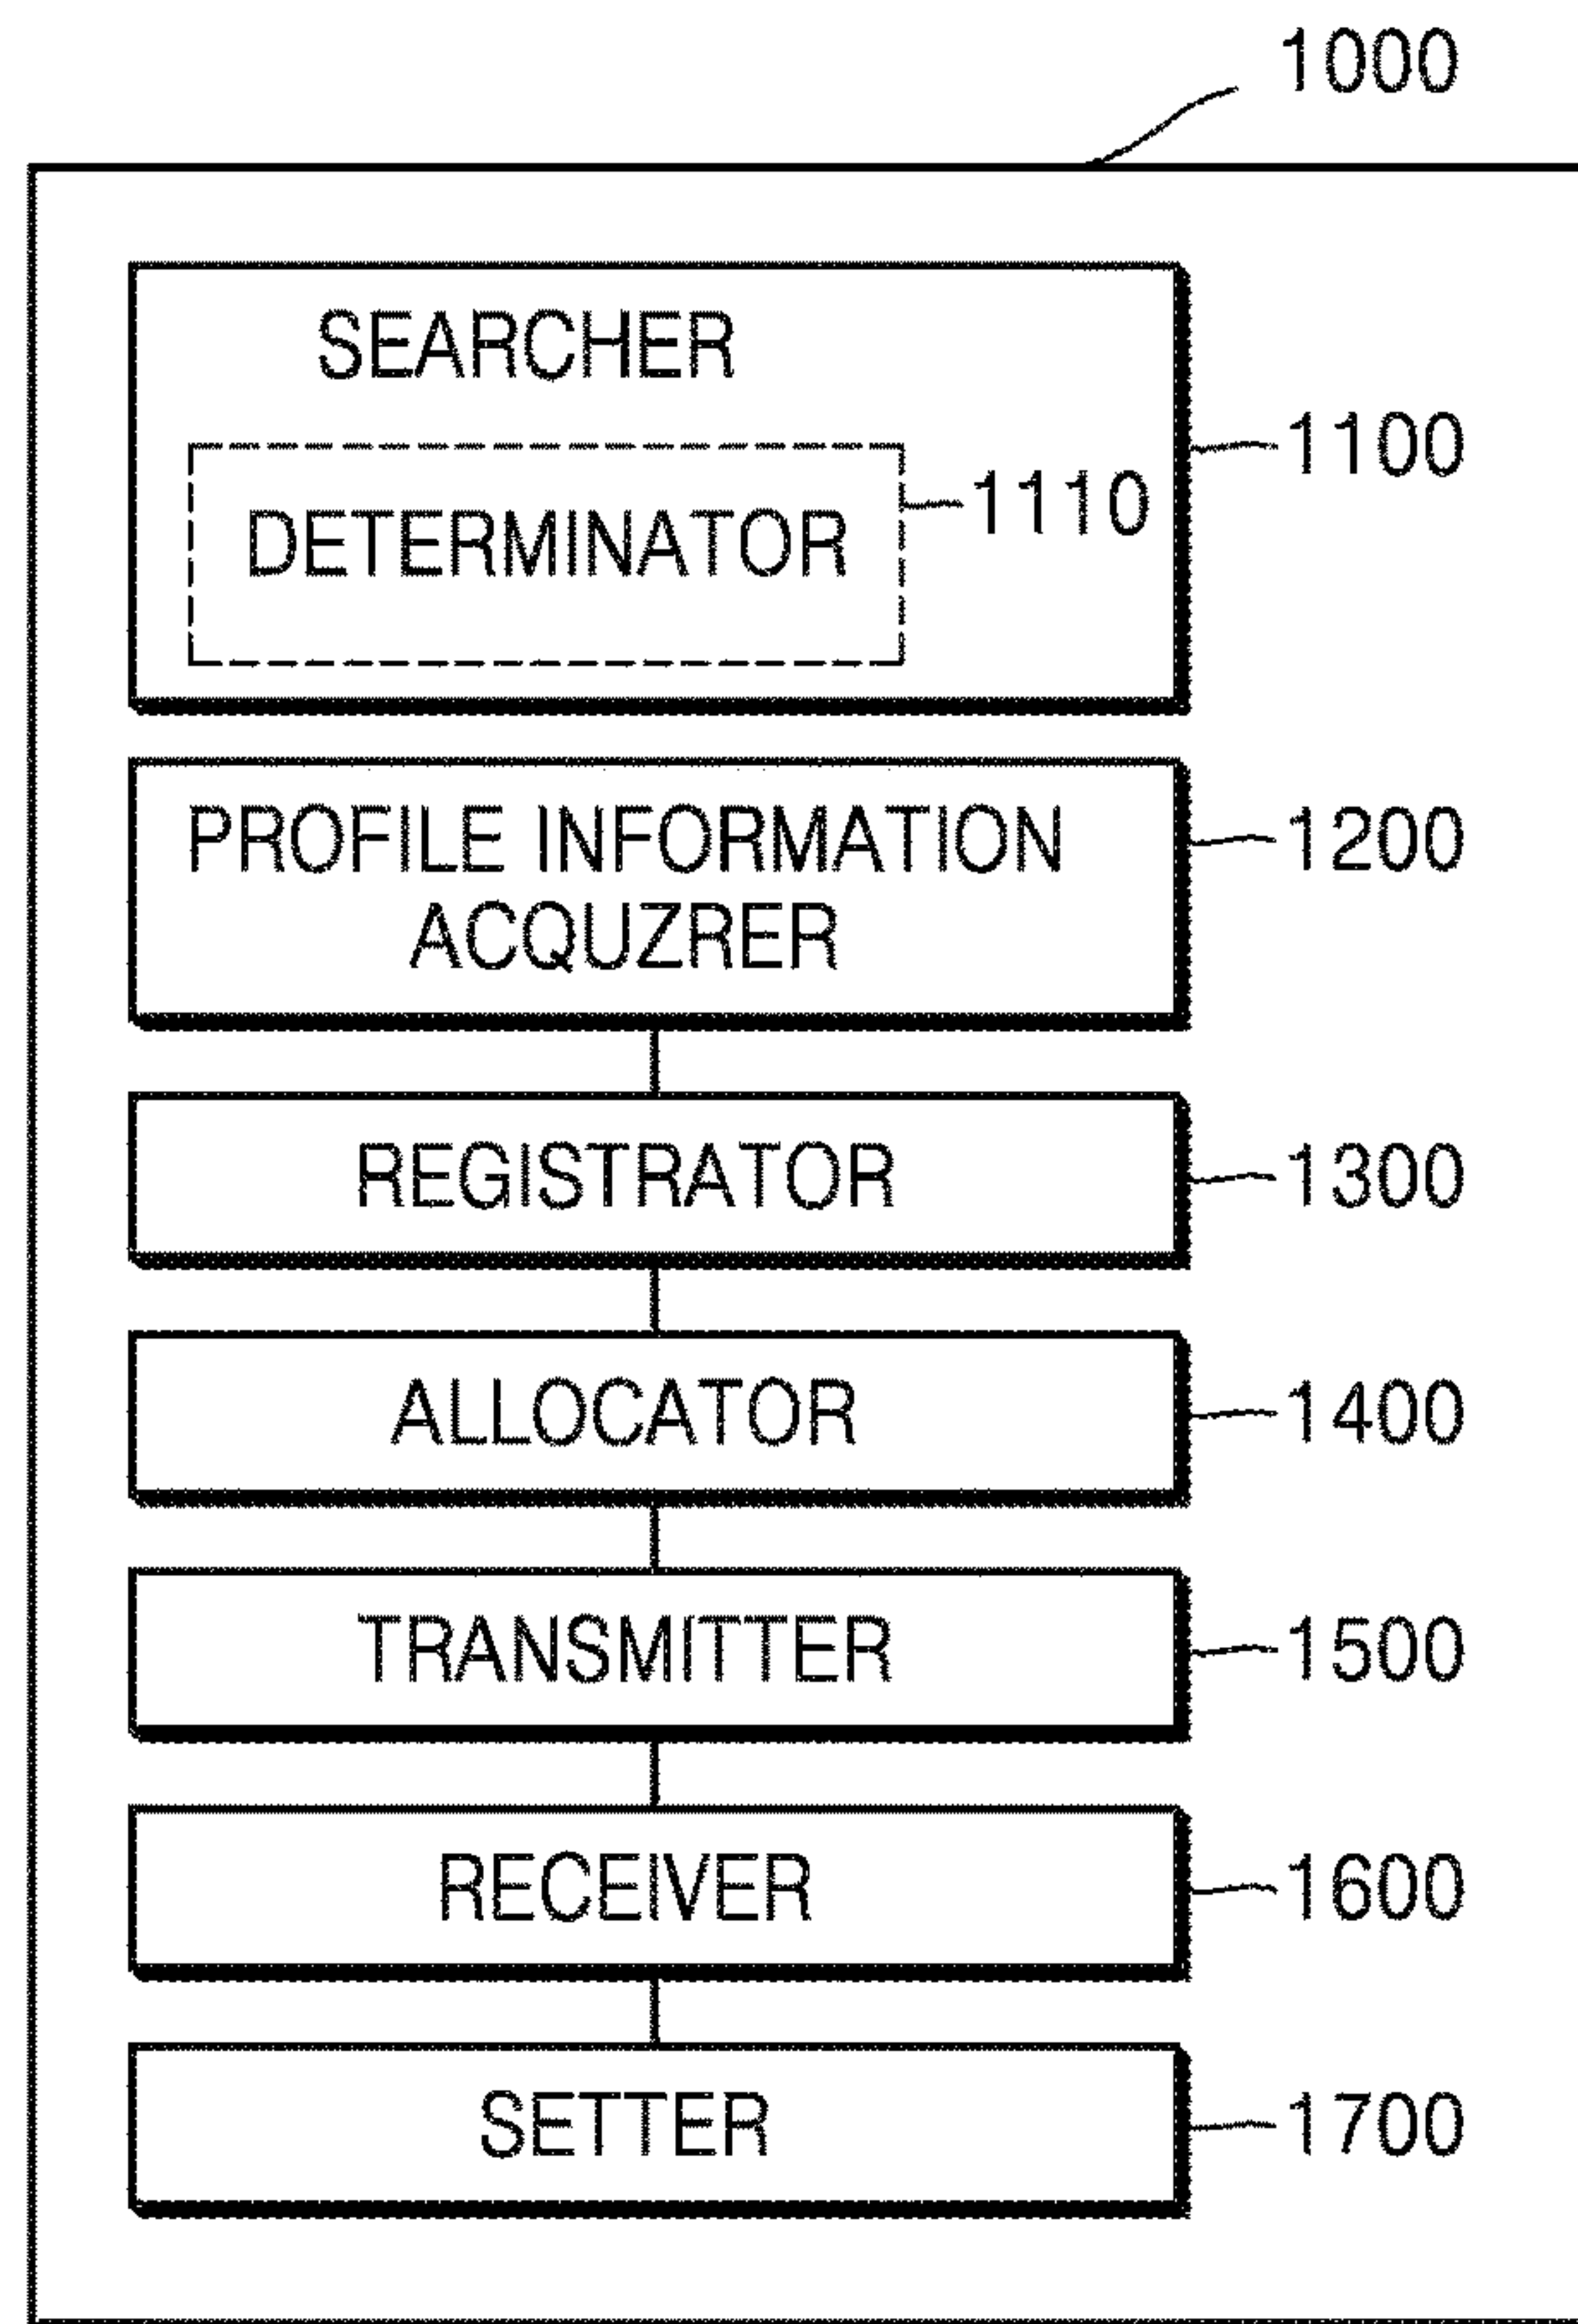 1000
SEARCHER
1100
DETERMINATOR
1110
PROFILE INFORMATION
ACQUZRER
1200
REGISTRATOR
1300
ALLOCATOR
1400
TRANSMITTER
1500
RECEIVER
1600
SETTER
1700